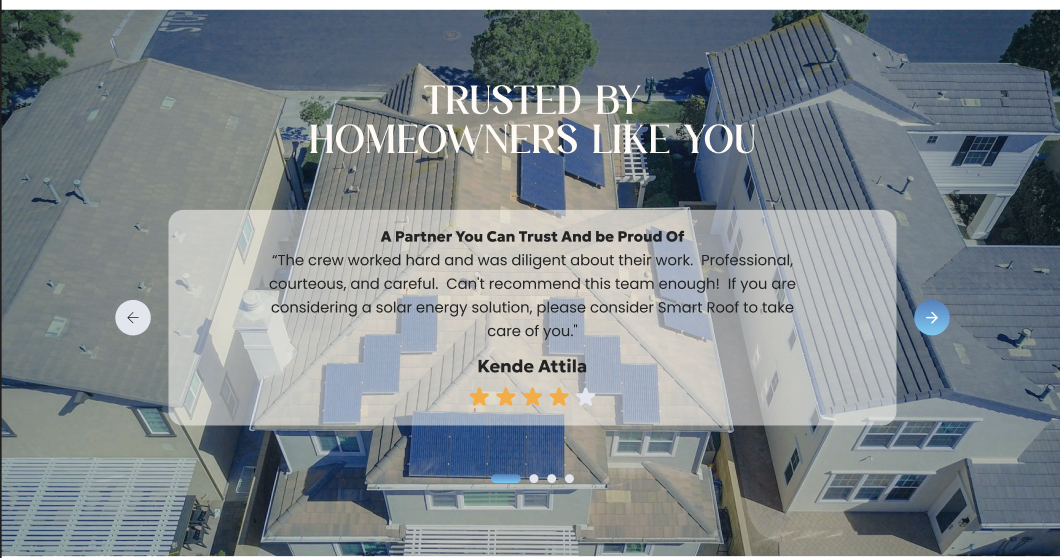 STOP
TRUSTED BY
HOMEOWNERS LIKE YOU
A Partner You Can Trust And be Proud Of
“The crew worked hard and was diligent about their work.  Professional,
courteous, and careful.  Can't recommend this team enough!  If you are
considering a solar energy solution, please consider Smart Roof to take
care of you."
Kende Attila